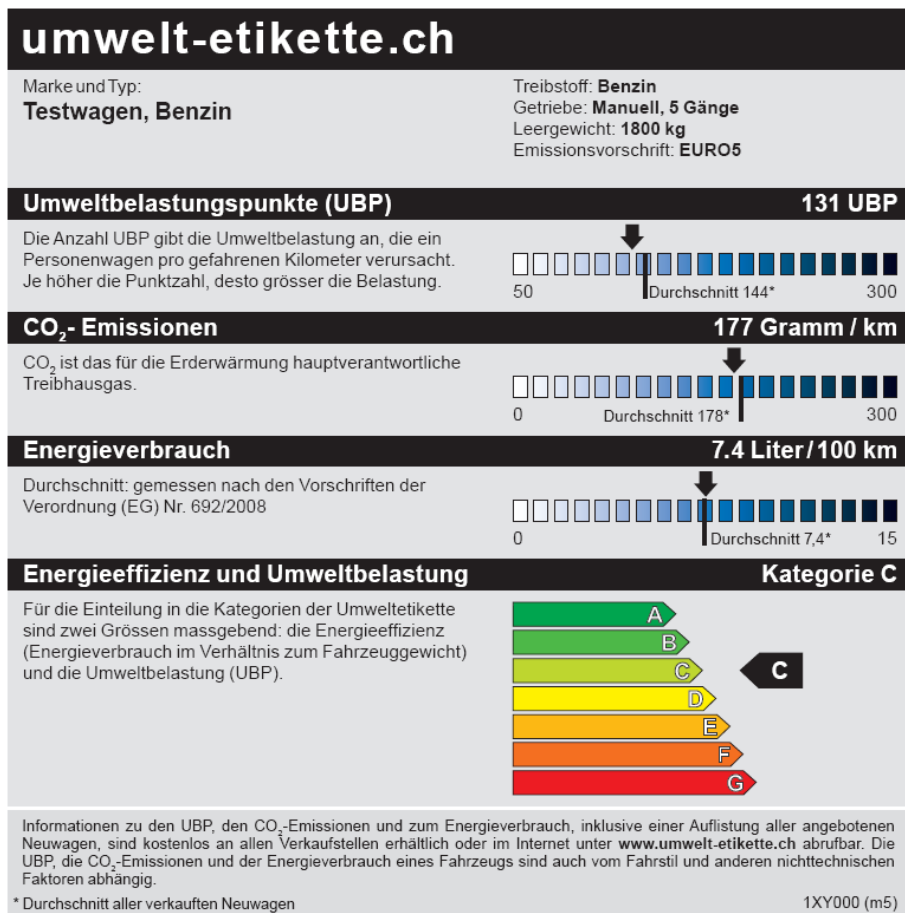 umwelt-etikette.ch
Marke und Typ:
Testwagen, Benzin
Treibstoff: Benzin
Getriebe: Manuell, 5 Gänge
Leergewicht: 1800 kg
Emissionsvorschrift: EURO5
Umweltbelastungspunkte (UBP) 131 UBP
Die Anzahl UBP gibt die Umweltbelastung an, die ein
Personenwagen pro gefahrenen Kilometer verursacht.
Je höher die Punktzahl, desto grösser die Belastung.
50 Durchschnitt 144* 300
CO₂- Emissionen 177 Gramm / km
CO₂ ist das für die Erderwärmung hauptverantwortliche
Treibhausgas.
0 Durchschnitt 178* 300
Energieverbrauch 7.4 Liter / 100 km
Durchschnitt: gemessen nach den Vorschriften der
Verordnung (EG) Nr. 692/2008
0 Durchschnitt 7,4* 15
Energieeffizienz und Umweltbelastung Kategorie C
Für die Einteilung in die Kategorien der Umweltetikette
sind zwei Grössen massgebend: die Energieeffizienz
(Energieverbrauch im Verhältnis zum Fahrzeuggewicht)
und die Umweltbelastung (UBP).
A
B
C
C
D
E
F
G
Informationen zu den UBP, den CO₂-Emissionen und zum Energieverbrauch, inklusive einer Auflistung aller angebotenen
Neuwagen, sind kostenlos an allen Verkaufstellen erhältlich oder im Internet unter www.umwelt-etikette.ch abrufbar. Die
UBP, die CO₂-Emissionen und der Energieverbrauch eines Fahrzeugs sind auch vom Fahrstil und anderen nichttechnischen
Faktoren abhängig.
* Durchschnitt aller verkauften Neuwagen 1XY000 (m5)